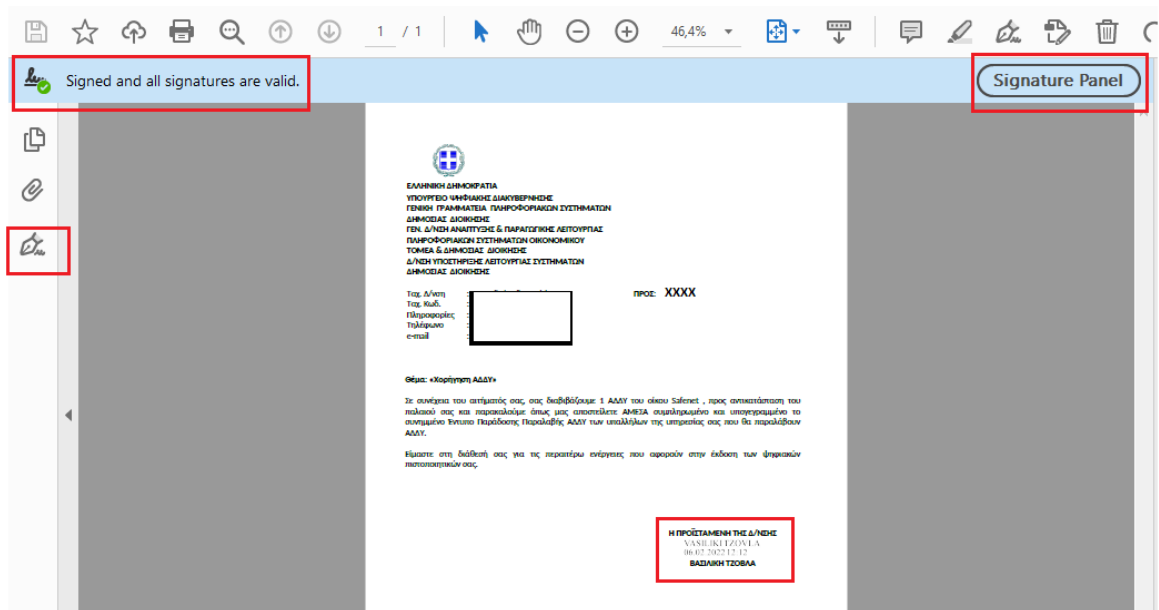 1 / 1
46,4%
Signed and all signatures are valid.
Signature Panel
ΕΛΛΗΝΙΚΗ ΔΗΜΟΚΡΑΤΙΑ
ΥΠΟΥΡΓΕΙΟ ΨΗΦΙΑΚΗΣ ΔΙΑΚΥΒΕΡΝΗΣΗΣ
ΓΕΝΙΚΗ ΓΡΑΜΜΑΤΕΙΑ ΠΛΗΡΟΦΟΡΙΑΚΩΝ ΣΥΣΤΗΜΑΤΩΝ
ΔΗΜΟΣΙΑΣ ΔΙΟΙΚΗΣΗΣ
ΓΕΝ. Δ/ΝΣΗ ΑΝΑΠΤΥΞΗΣ & ΠΑΡΑΓΩΓΙΚΗΣ ΛΕΙΤΟΥΡΓΙΑΣ
ΠΛΗΡΟΦΟΡΙΑΚΩΝ ΣΥΣΤΗΜΑΤΩΝ ΟΙΚΟΝΟΜΙΚΟΥ
ΤΟΜΕΑ & ΔΗΜΟΣΙΑΣ ΔΙΟΙΚΗΣΗΣ
Δ/ΝΣΗ ΥΠΟΣΤΗΡΙΞΗΣ ΛΕΙΤΟΥΡΓΙΑΣ ΣΥΣΤΗΜΑΤΩΝ
ΔΗΜΟΣΙΑΣ ΔΙΟΙΚΗΣΗΣ
Ταχ. Δ/νση :
ΠΡΟΣ: XXXX
Ταχ. Κωδ. :
Πληροφορίες :
Τηλέφωνο :
e-mail :
Θέμα: «Χορήγηση ΑΔΔΥ»
Σε συνέχεια του αιτήματός σας, σας διαβιβάζουμε 1 ΑΔΔΥ του οίκου Safenet , προς αντικατάσταση του
παλαιού σας και παρακαλούμε όπως μας αποστείλετε ΑΜΕΣΑ συμπληρωμένο και υπογεγραμμένο το
συνημμένο Έντυπο Παράδοσης Παραλαβής ΑΔΔΥ των υπαλλήλων της υπηρεσίας σας που θα παραλάβουν
ΑΔΔΥ.
Είμαστε στη διάθεσή σας για τις περαιτέρω ενέργειες που αφορούν στην έκδοση των ψηφιακών
πιστοποιητικών σας.
Η ΠΡΟΪΣΤΑΜΕΝΗ ΤΗΣ Δ/ΝΣΗΣ
VASILIKI TZOVLA
06.02.2022 12:12
ΒΑΣΙΛΙΚΗ ΤΖΟΒΛΑ